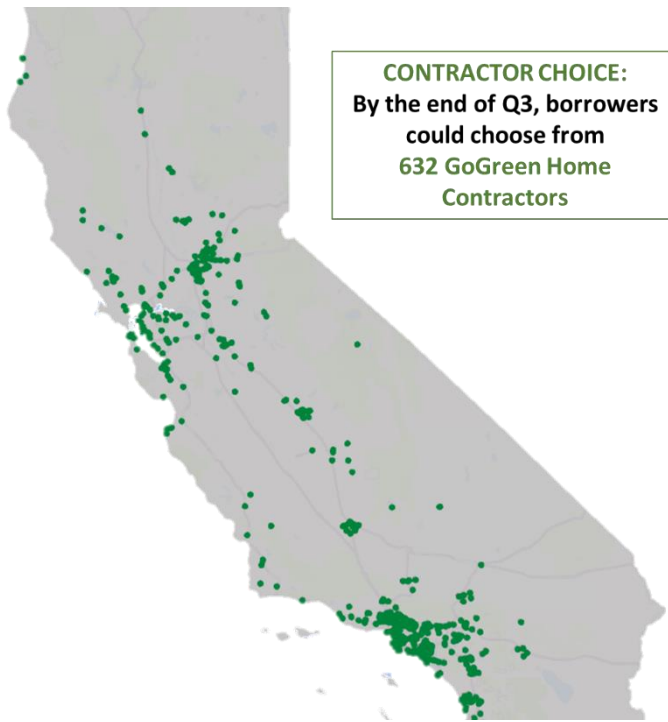 CONTRACTOR CHOICE:
By the end of Q3, borrowers
could choose from
632 GoGreen Home
Contractors